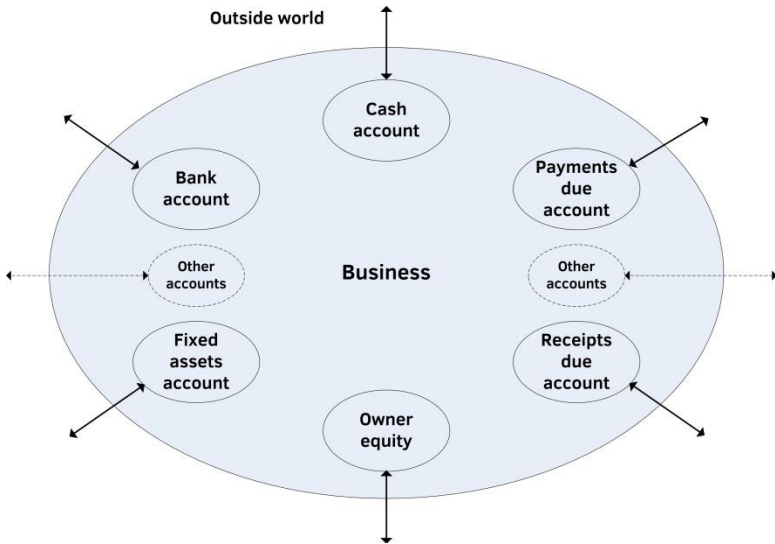 Outside world
Cash
account
Bank
account
Payments
due
account
Other
accounts
Business
Other
accounts
Fixed
assets
account
Receipts
due
account
Owner
equity